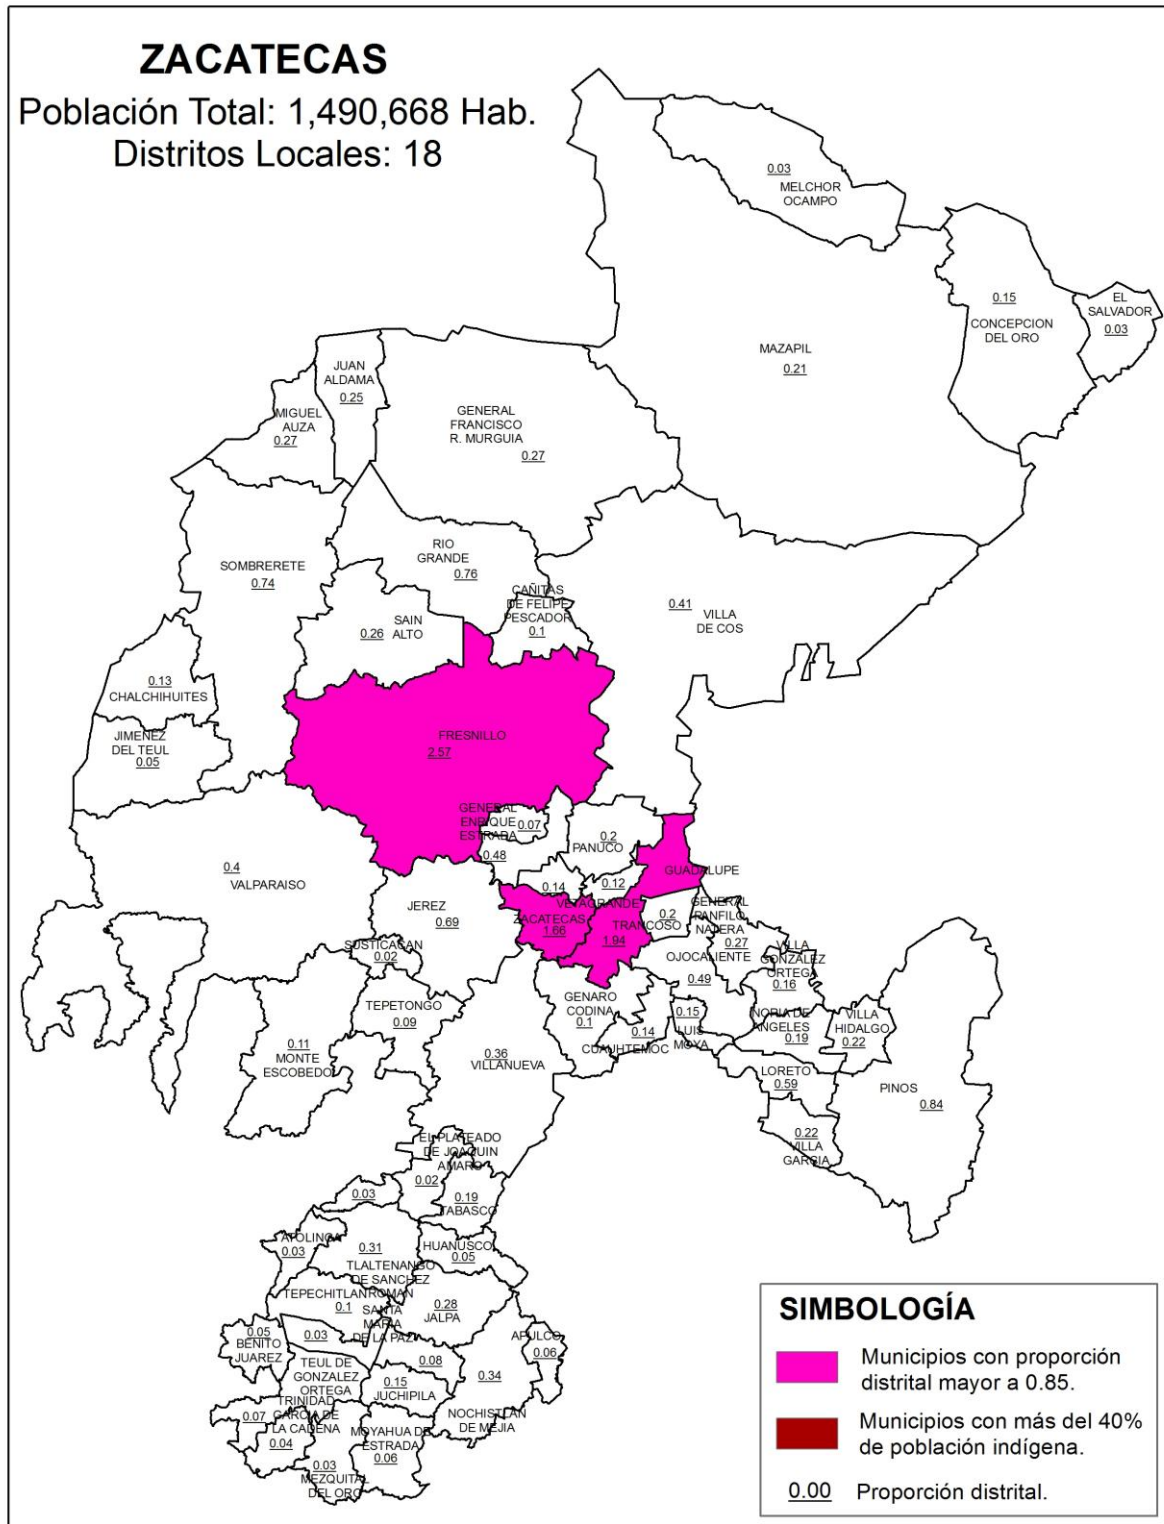 ZACATECAS
Población Total: 1,490,668 Hab.
Distritos Locales: 18
0.03
MELCHOR
OCAMPO
0.15
CONCEPCION
DEL ORO
EL
SALVADOR
0.03
MAZAPIL
0.21
JUAN
ALDAMA
0.25
MIGUEL
AUZA
0.27
GENERAL
FRANCISCO
R. MURGUIA
0.27
RIO
GRANDE
0.76
SOMBRERETE
0.74
CAÑITAS
DE FELIPE
PESCADOR
0.1
SAIN
ALTO
0.26
0.41
VILLA
DE COS
0.13
CHALCHIHUITES
JIMENEZ
DEL TEUL
0.05
FRESNILLO
2.57
GENERAL
ENRIQUE
ESTRADA
0.07
0.48
0.2
PANUCO
GUADALUPE
0.4
VALPARAISO
0.14
0.12
VETAGRANDE
JEREZ
0.69
ZACATECAS
1.66
TRANCOSO
0.2
1.94
GENERAL
PANFILO
NATERA
0.27
SUSTICACAN
0.02
OJOCALIENTE
0.49
VILLA
GONZALEZ
ORTEGA
0.16
TEPETONGO
0.09
GENARO
CODINA
0.1
0.14
CUAUHTEMOC
0.15
LUIS
MOYA
NORIA DE
ANGELES
0.19
VILLA
HIDALGO
0.22
0.11
MONTE
ESCOBEDO
0.36
VILLANUEVA
LORETO
0.59
PINOS
0.84
0.22
VILLA
GARCIA
EL PLATEADO
DE JOAQUIN
AMARO
0.02
0.03
0.19
TABASCO
ATOLINGA
0.03
0.31
TLALTENANGO
DE SANCHEZ
ROMAN
HUANUSCO
0.05
TEPECHITLAN
0.1
SANTA
MARIA
DE LA PAZ
0.03
0.28
JALPA
0.05
BENITO
JUAREZ
APULCO
0.06
0.08
TEUL DE
GONZALEZ
ORTEGA
0.15
JUCHIPILA
0.34
NOCHISTLAN
DE MEJIA
TRINIDAD
GARCIA DE
LA CADENA
0.07
0.04
MOYAHUA DE
ESTRADA
0.06
0.03
MEZQUITAL
DEL ORO
SIMBOLOGÍA
Municipios con proporción
distrital mayor a 0.85.
Municipios con más del 40%
de población indígena.
0.00 Proporción distrital.